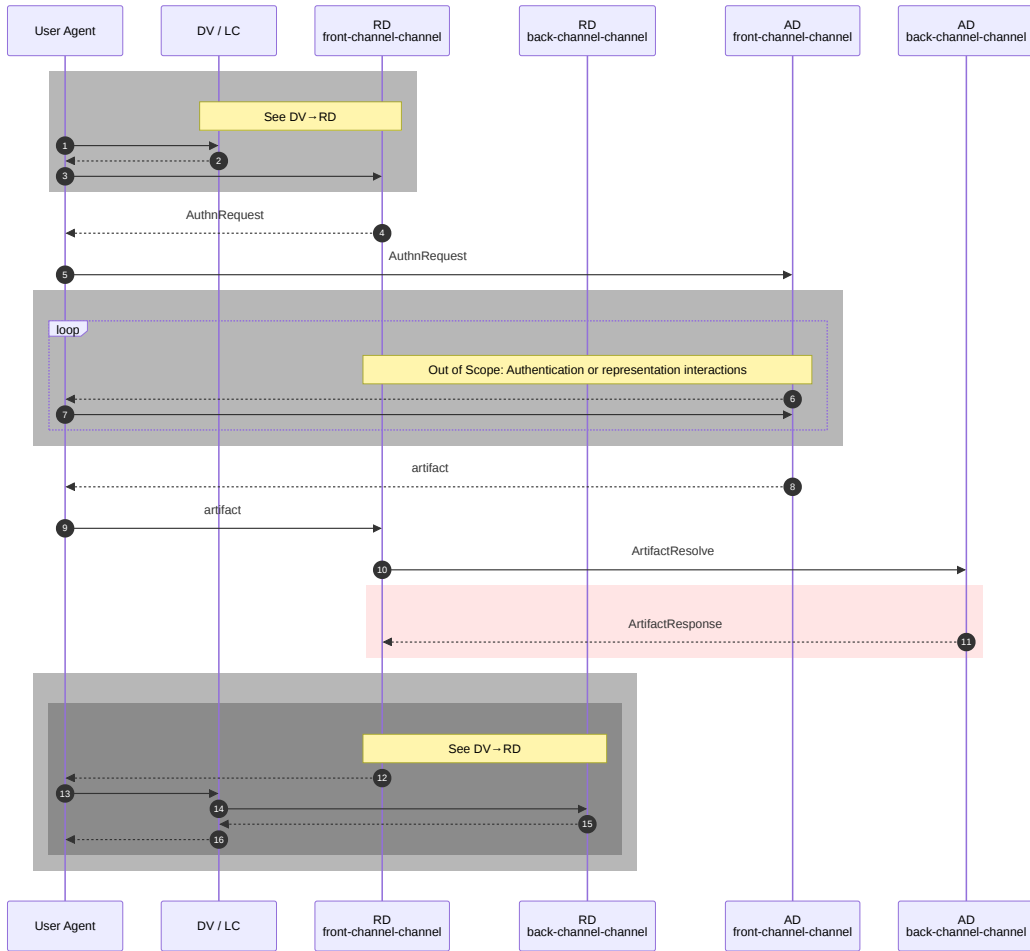 User Agent
DV / LC
RD
front-channel-channel
RD
back-channel-channel
AD
front-channel-channel
AD
back-channel-channel
See DV→RD
1
2
3
AuthnRequest
4
AuthnRequest
5
loop
Out of Scope: Authentication or representation interactions
6
7
artifact
8
artifact
9
ArtifactResolve
10
ArtifactResponse
11
See DV→RD
12
13
14
15
16
User Agent
DV / LC
RD
front-channel-channel
RD
back-channel-channel
AD
front-channel-channel
AD
back-channel-channel